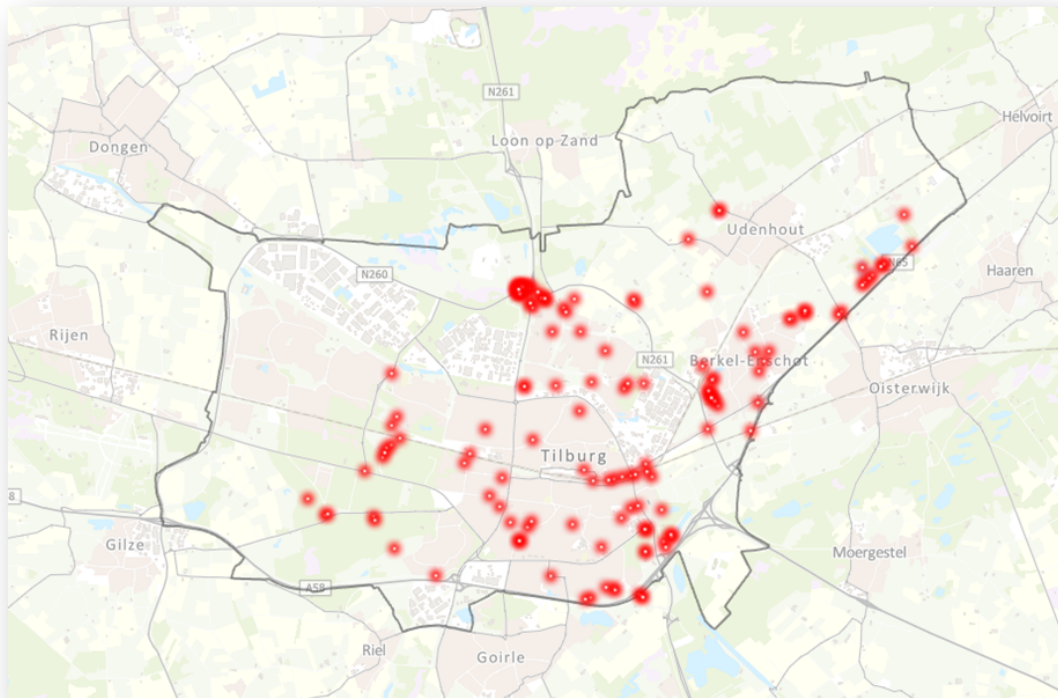 N261
Helvoirt
Dongen
Loon op Zand
Udenhout
N65
Haaren
N260
Rijen
N261
Berkel-Enschot
Oisterwijk
Tilburg
8
Gilze
Moergestel
A58
Riel
Goirle